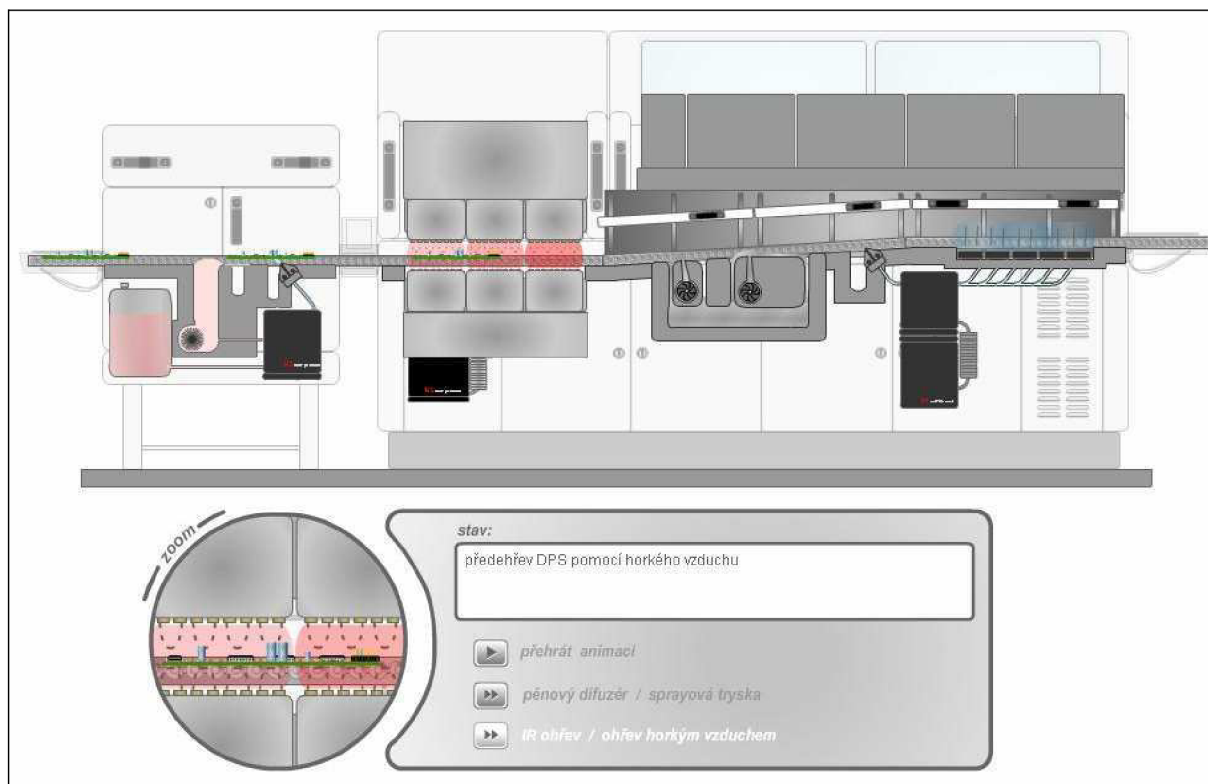 zoom
stav:
předehřev DPS pomocí horkého vzduchu
přehrát animaci
pěnový difuzér / sprayová tryska
IR ohřev / ohřev horkým vzduchem